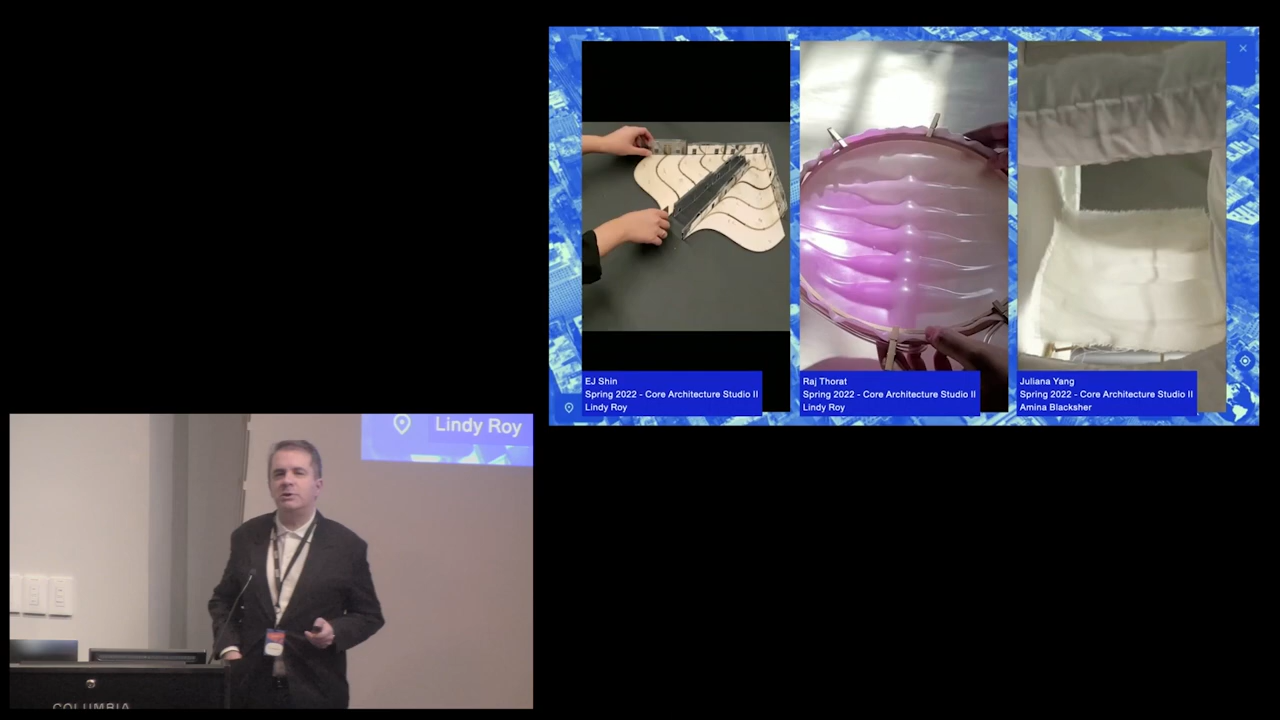 EJ Shin
Spring 2022 - Core Architecture Studio II
Lindy Roy
Raj Thorat
Spring 2022 - Core Architecture Studio II
Lindy Roy
Juliana Yang
Spring 2022 - Core Architecture Studio II
Amina Blacksher
Lindy Roy
COLUMBIA